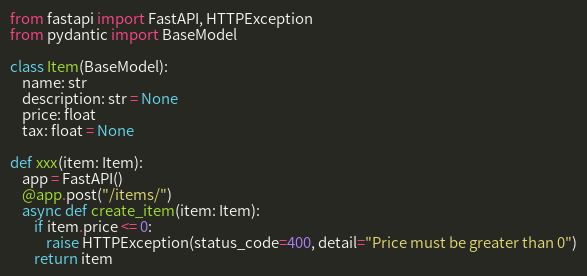 from fastapi import FastAPI, HTTPException
from pydantic import BaseModel

class Item(BaseModel):
    name: str
    description: str = None
    price: float
    tax: float = None

def xxx(item: Item):
    app = FastAPI()
    @app.post("/items/")
    async def create_item(item: Item):
        if item.price <= 0:
            raise HTTPException(status_code=400, detail="Price must be greater than 0")
        return item